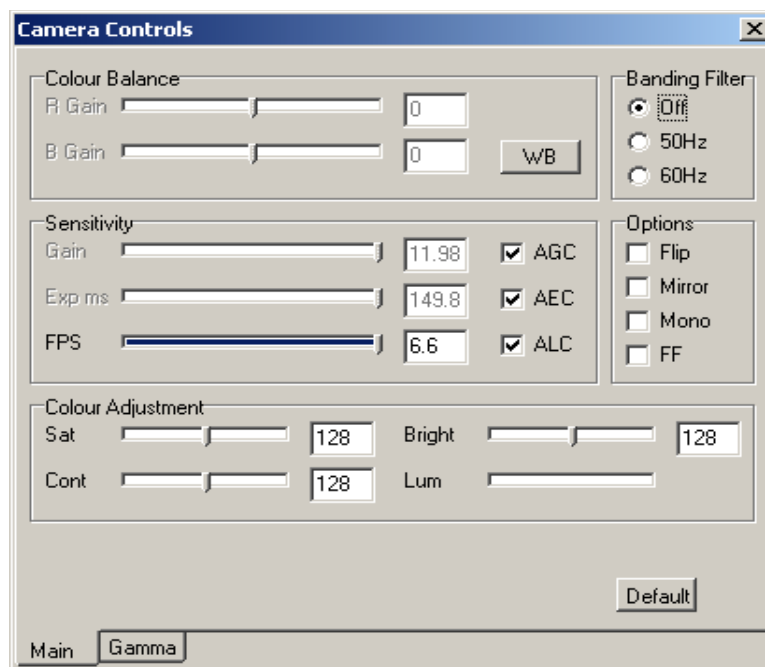 Camera Controls
Colour Balance
R Gain 0
B Gain 0 WB
Banding Filter
Off
50Hz
60Hz
Sensitivity
Gain 11.98 AGC
Exp ms 149.8 AEC
FPS 6.6 ALC
Options
Flip
Mirror
Mono
FF
Colour Adjustment
Sat 128 Bright 128
Cont 128 Lum
Default
Main Gamma